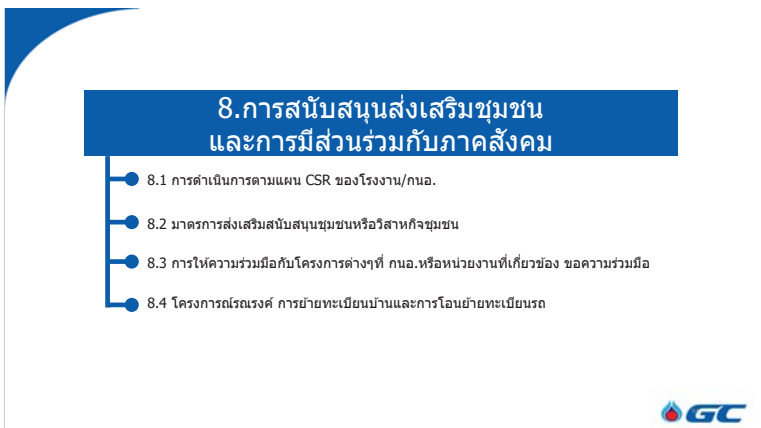 8.การสนับสนุนส่งเสริมชุมชน
และการมีส่วนร่วมกับภาคสังคม
8.1 การดำเนินการตามแผน CSR ของโรงงาน/กนอ.
8.2 มาตรการส่งเสริมสนับสนุนชุมชนหรือวิสาหกิจชุมชน
8.3 การให้ความร่วมมือกับโครงการต่างๆที่ กนอ.หรือหน่วยงานที่เกี่ยวข้อง ขอความร่วมมือ
8.4 โครงการณ์รณรงค์ การย้ายทะเบียนบ้านและการโอนย้ายทะเบียนรถ
GC